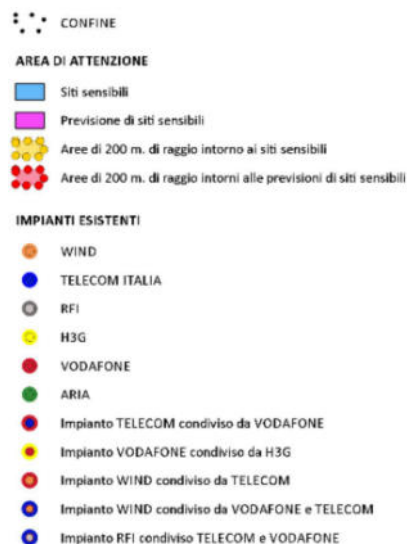 CONFINE
AREA DI ATTENZIONE
Siti sensibili
Previsione di siti sensibili
Aree di 200 m. di raggio intorno ai siti sensibili
Aree di 200 m. di raggio intorni alle previsioni di siti sensibili
IMPIANTI ESISTENTI
WIND
TELECOM ITALIA
RFI
H3G
VODAFONE
ARIA
Impianto TELECOM condiviso da VODAFONE
Impianto VODAFONE condiviso da H3G
Impianto WIND condiviso da TELECOM
Impianto WIND condiviso da VODAFONE e TELECOM
Impianto RFI condiviso TELECOM e VODAFONE